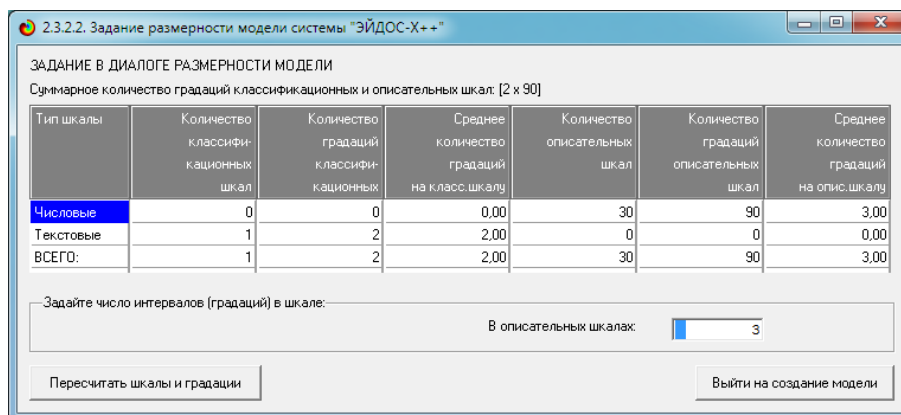 2.3.2.2. Задание размерности модели системы "ЭЙДОС-X++"
ЗАДАНИЕ В ДИАЛОГЕ РАЗМЕРНОСТИ МОДЕЛИ
Суммарное количество градаций классификационных и описательных шкал: [2 x 90]
Тип шкалы Количество Количество Среднее Количество Количество Среднее
классифи- градаций количество описательных градаций количество
кационных классифи- градаций шкал описательных градаций
шкал кационных на класс.шкалу шкал на опис.шкалу
Числовые 0 0 0,00 30 90 3,00
Текстовые 1 2 2,00 0 0 0,00
ВСЕГО: 1 2 2,00 30 90 3,00
Задайте число интервалов (градаций) в шкале:
В описательных шкалах: 3
Пересчитать шкалы и градации Выйти на создание модели